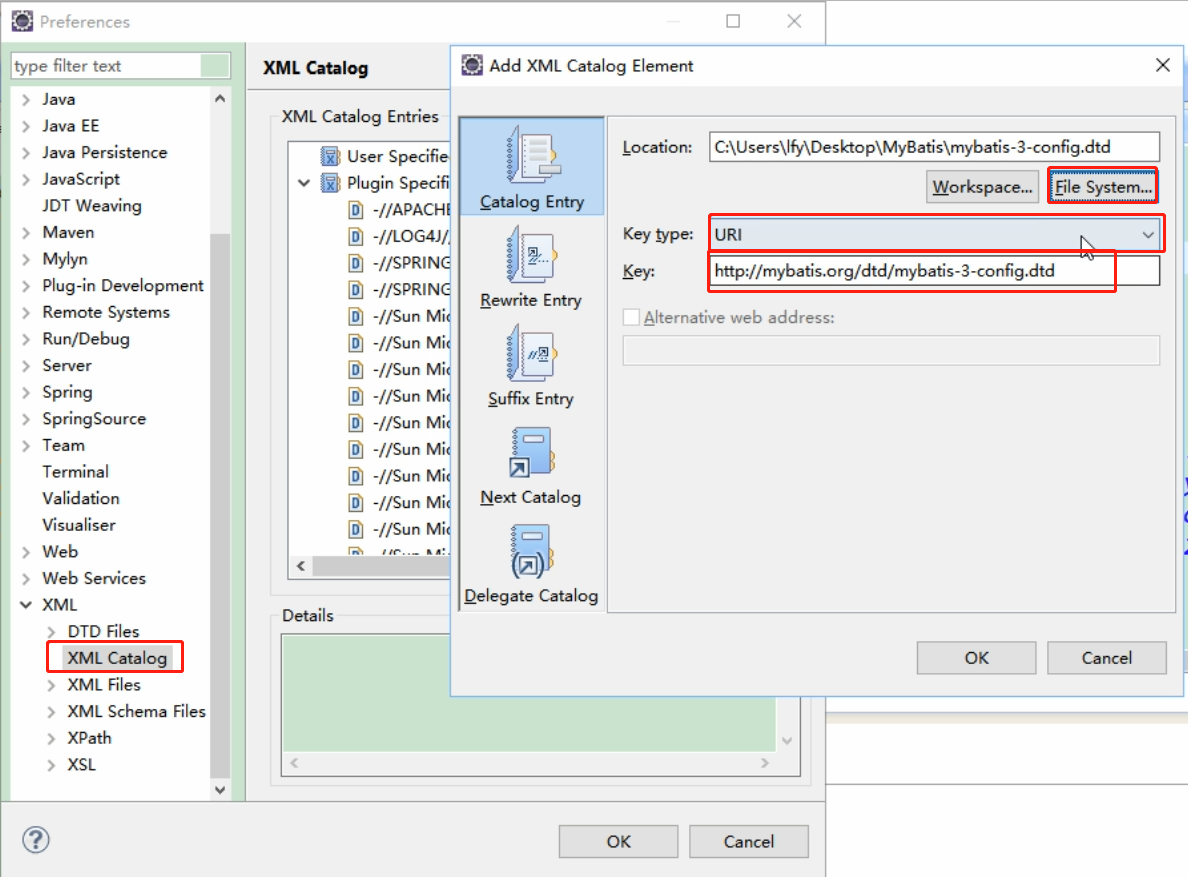 Preferences
type filter text
Java
Java EE
Java Persistence
JavaScript
JDT Weaving
Maven
Mylyn
Plug-in Development
Remote Systems
Run/Debug
Server
Spring
SpringSource
Team
Terminal
Validation
Visualiser
Web
Web Services
XML
DTD Files
XML Catalog
XML Files
XML Schema Files
XPath
XSL
XML Catalog
XML Catalog Entries
User Specifie
Plugin Specifi
-//APACHE
-//LOG4J/
-//SPRING
-//SPRING
-//Sun Mic
-//Sun Mic
-//Sun Mic
-//Sun Mic
-//Sun Mic
-//Sun Mic
-//Sun Mic
-//Sun Mic
-//Sun Mic
Details
OK
Cancel
Add XML Catalog Element
Catalog Entry
Rewrite Entry
Suffix Entry
Next Catalog
Delegate Catalog
Location: C:\Users\lfy\Desktop\MyBatis\mybatis-3-config.dtd
Workspace... File System...
Key type: URI
Key: http://mybatis.org/dtd/mybatis-3-config.dtd
Alternative web address:
OK
Cancel